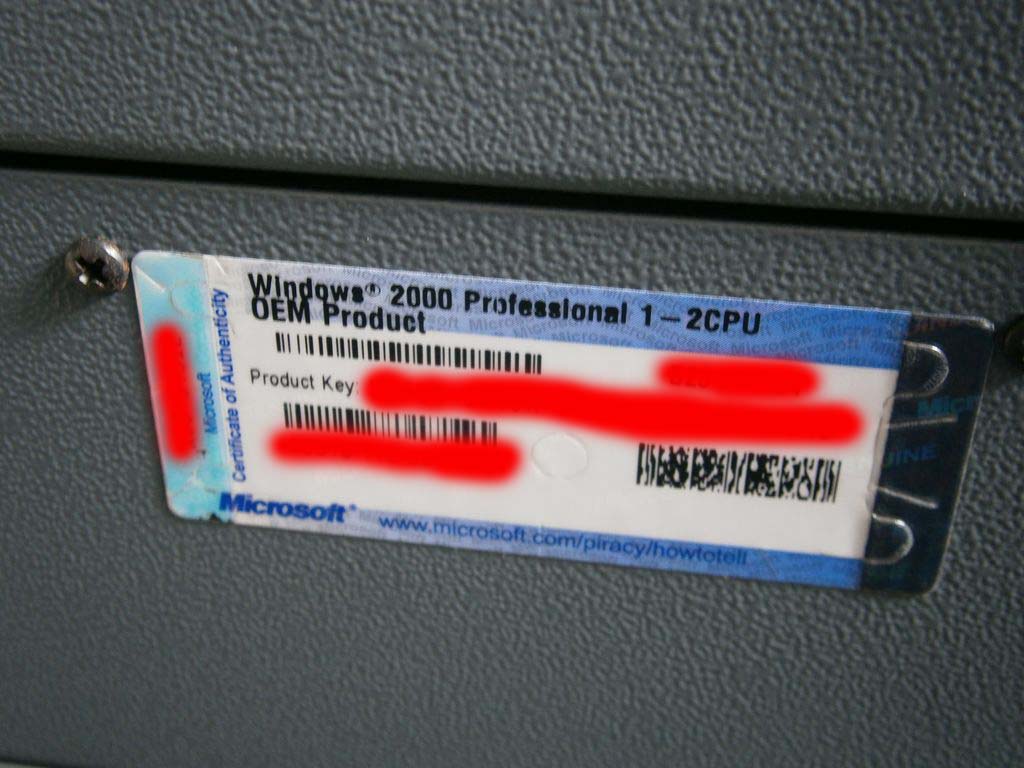 Windows® 2000 Professional 1-2CPU
OEM Product
Product Key:
Microsoft
Certificate of Authenticity
Microsoft®
www.microsoft.com/piracy/howtotell